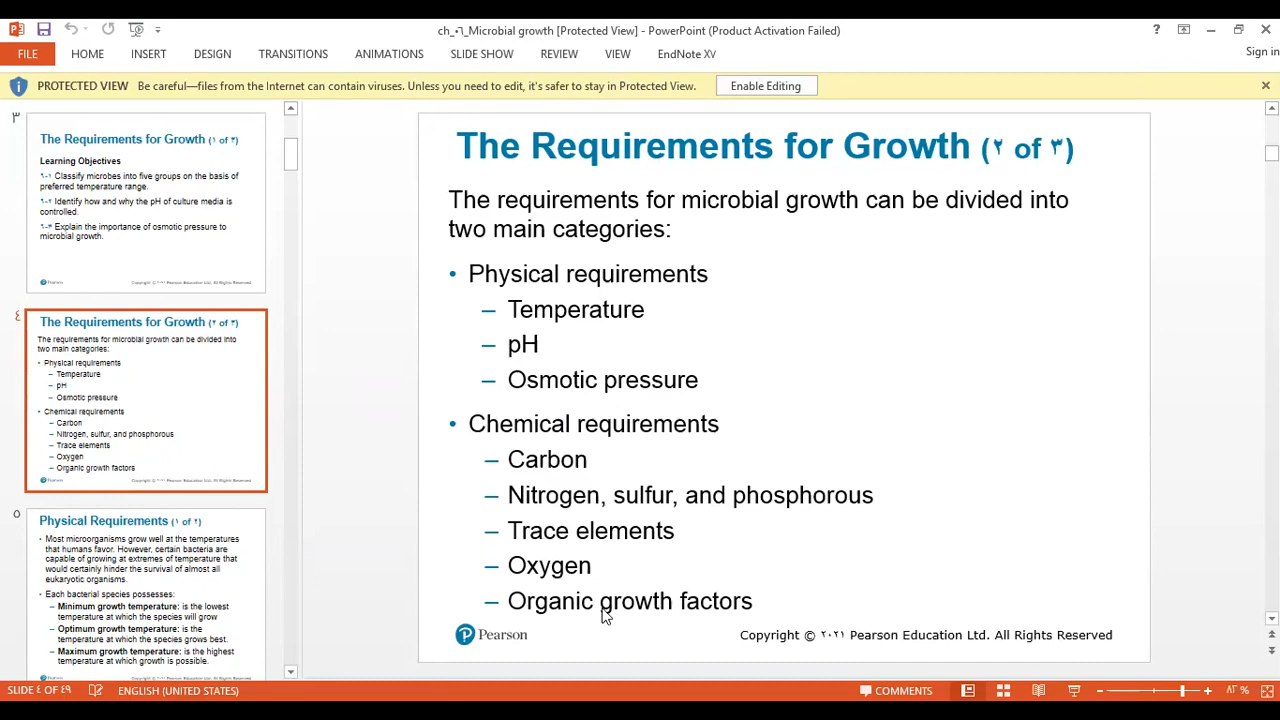 ch_٠٦_Microbial growth [Protected View] - PowerPoint (Product Activation Failed)
FILE HOME INSERT DESIGN TRANSITIONS ANIMATIONS SLIDE SHOW REVIEW VIEW EndNote XV
Sign in
PROTECTED VIEW Be careful—files from the Internet can contain viruses. Unless you need to edit, it's safer to stay in Protected View. Enable Editing
٣
The Requirements for Growth (١ of ٣)
Learning Objectives
٦-١ Classify microbes into five groups on the basis of
preferred temperature range.
٦-٢ Identify how and why the pH of culture media is
controlled.
٦-٣ Explain the importance of osmotic pressure to
microbial growth.
Pearson Copyright © ٢٠٢١ Pearson Education Ltd. All Rights Reserved
٤
The Requirements for Growth (٢ of ٣)
The requirements for microbial growth can be divided into
two main categories:
• Physical requirements
– Temperature
– pH
– Osmotic pressure
• Chemical requirements
– Carbon
– Nitrogen, sulfur, and phosphorous
– Trace elements
– Oxygen
– Organic growth factors
Pearson Copyright © ٢٠٢١ Pearson Education Ltd. All Rights Reserved
٥
Physical Requirements (١ of ٦)
• Most microorganisms grow well at the temperatures
that humans favor. However, certain bacteria are
capable of growing at extremes of temperature that
would certainly hinder the survival of almost all
eukaryotic organisms.
• Each bacterial species possesses:
– Minimum growth temperature: is the lowest
temperature at which the species will grow
– Optimum growth temperature: is the
temperature at which the species grows best.
– Maximum growth temperature: is the highest
temperature at which growth is possible.
The Requirements for Growth (٢ of ٣)
The requirements for microbial growth can be divided into
two main categories:
• Physical requirements
– Temperature
– pH
– Osmotic pressure
• Chemical requirements
– Carbon
– Nitrogen, sulfur, and phosphorous
– Trace elements
– Oxygen
– Organic growth factors
Pearson Copyright © ٢٠٢١ Pearson Education Ltd. All Rights Reserved
SLIDE ٤ OF ٤٩ ENGLISH (UNITED STATES) COMMENTS ٨٢ %